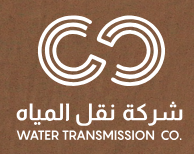 شركة نقل المياه
WATER TRANSMISSION CO.